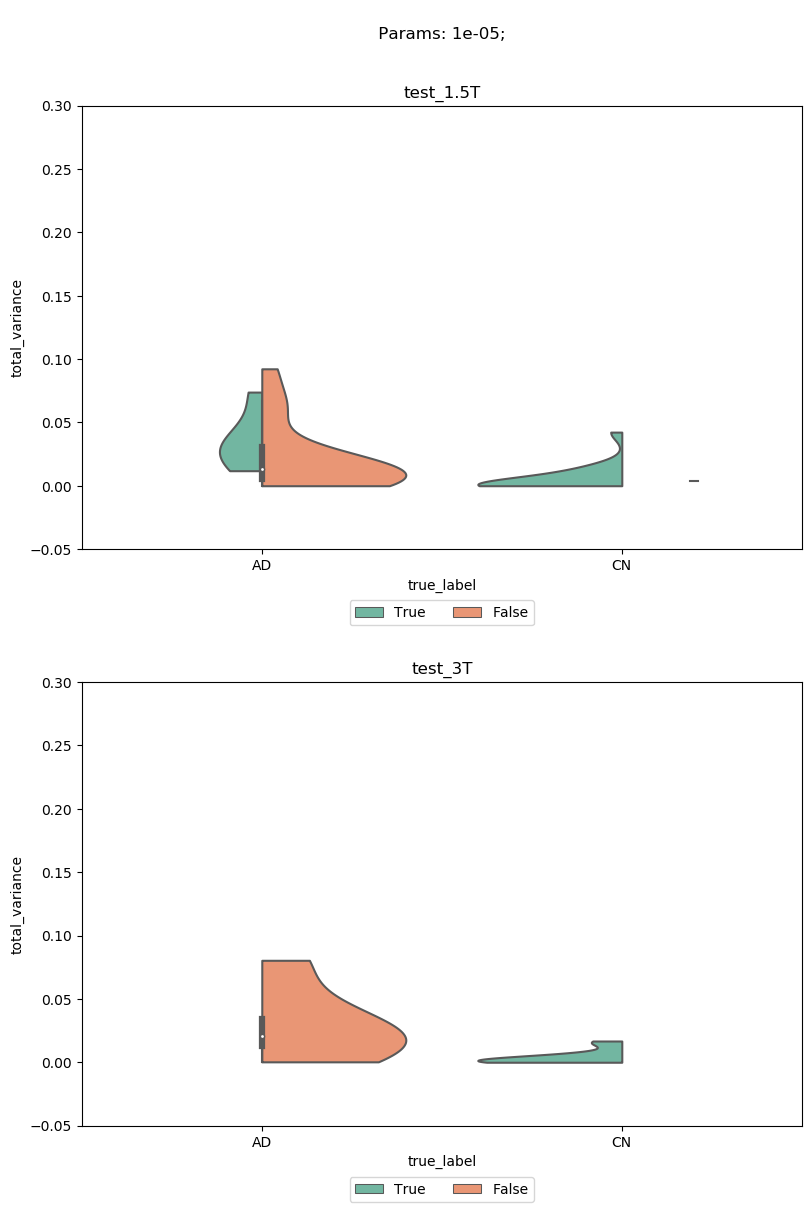 Params: 1e-05;
test_1.5T
0.30
0.25
0.20
0.15
0.10
0.05
0.00
−0.05
total_variance
AD CN
true_label
True False
test_3T
0.30
0.25
0.20
0.15
0.10
0.05
0.00
−0.05
total_variance
AD CN
true_label
True False